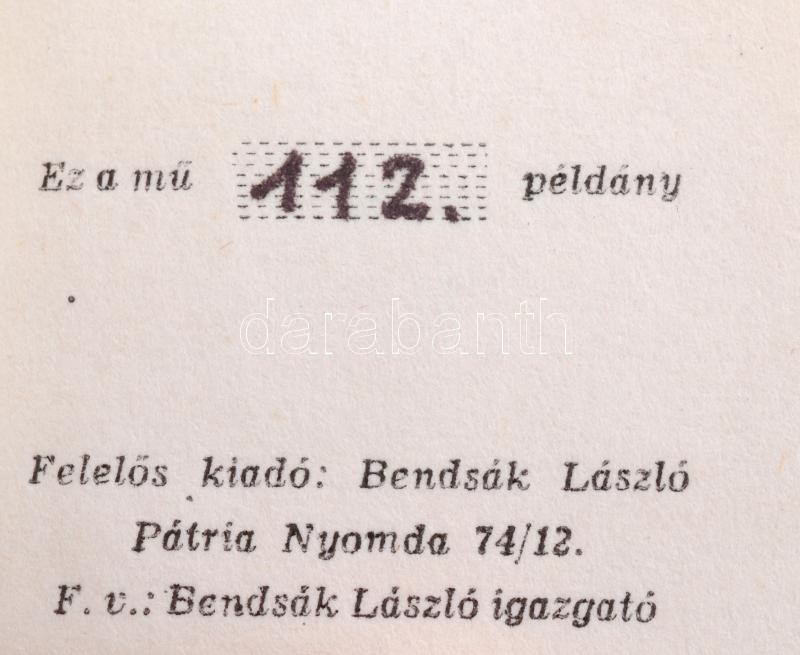 Ez a mű 112. példány
darabanth
Felelős kiadó: Bendsák László
Pátria Nyomda 74/12.
F. v.: Bendsák László igazgató